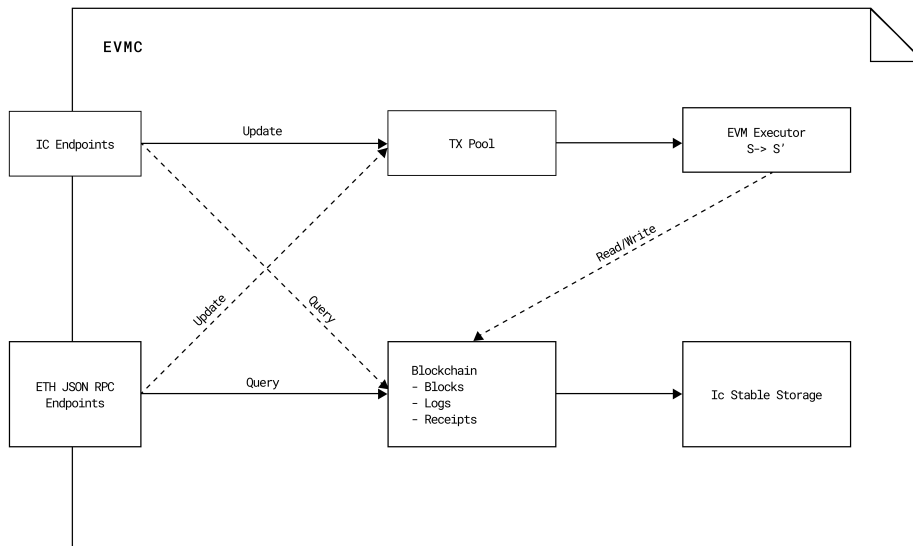 EVMC
IC Endpoints
Update
TX Pool
EVM Executor
S-> S'
Read/Write
Update
Query
ETH JSON RPC
Endpoints
Query
Blockchain
- Blocks
- Logs
- Receipts
Ic Stable Storage